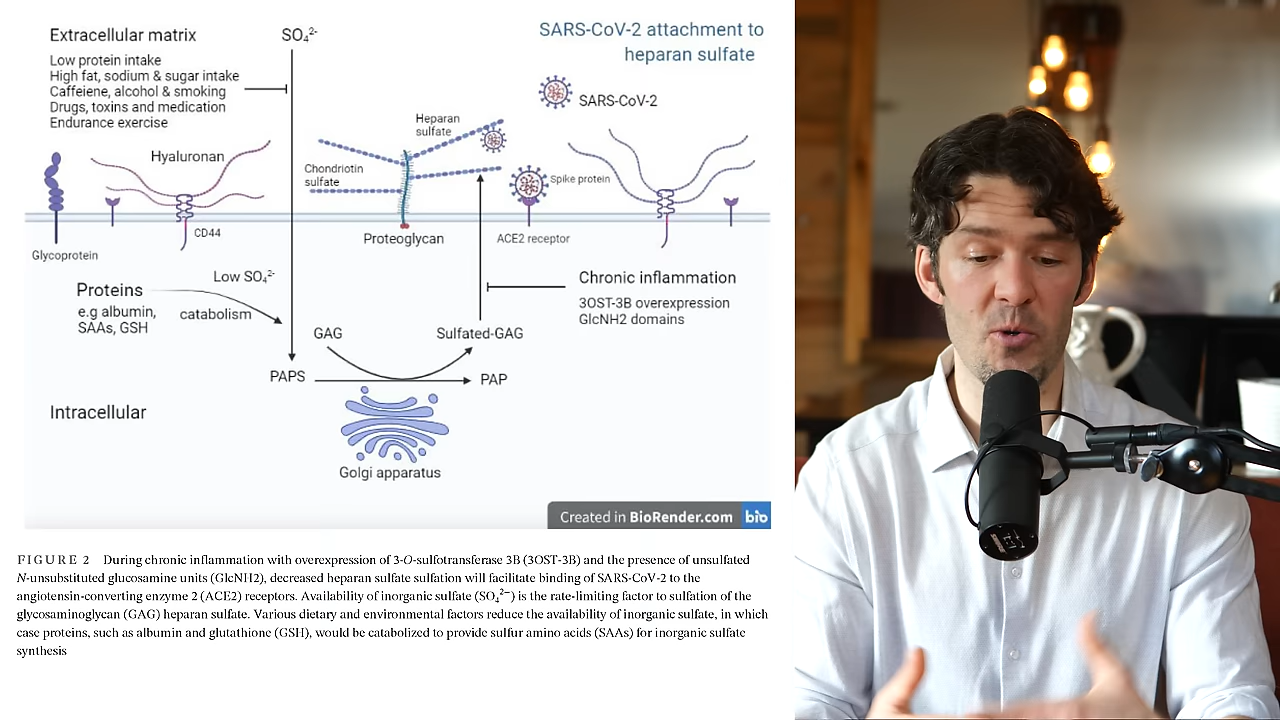 Extracellular matrix
SO₄²⁻
SARS-CoV-2 attachment to
heparan sulfate
Low protein intake
High fat, sodium & sugar intake
Caffeiene, alcohol & smoking
Drugs, toxins and medication
Endurance exercise
SARS-CoV-2
Heparan
sulfate
Hyaluronan
Chondriotin
sulfate
Spike protein
CD44
Proteoglycan
ACE2 receptor
Glycoprotein
Low SO₄²⁻
Chronic inflammation
Proteins
e.g albumin,
SAAs, GSH
catabolism
3OST-3B overexpression
GlcNH2 domains
GAG
Sulfated-GAG
PAPS
PAP
Intracellular
Golgi apparatus
Created in BioRender.com bio
FIGURE 2 During chronic inflammation with overexpression of 3-O-sulfotransferase 3B (3OST-3B) and the presence of unsulfated
N-unsubstituted glucosamine units (GlcNH2), decreased heparan sulfate sulfation will facilitate binding of SARS-CoV-2 to the
angiotensin-converting enzyme 2 (ACE2) receptors. Availability of inorganic sulfate (SO₄²⁻) is the rate-limiting factor to sulfation of the
glycosaminoglycan (GAG) heparan sulfate. Various dietary and environmental factors reduce the availability of inorganic sulfate, in which
case proteins, such as albumin and glutathione (GSH), would be catabolized to provide sulfur amino acids (SAAs) for inorganic sulfate
synthesis